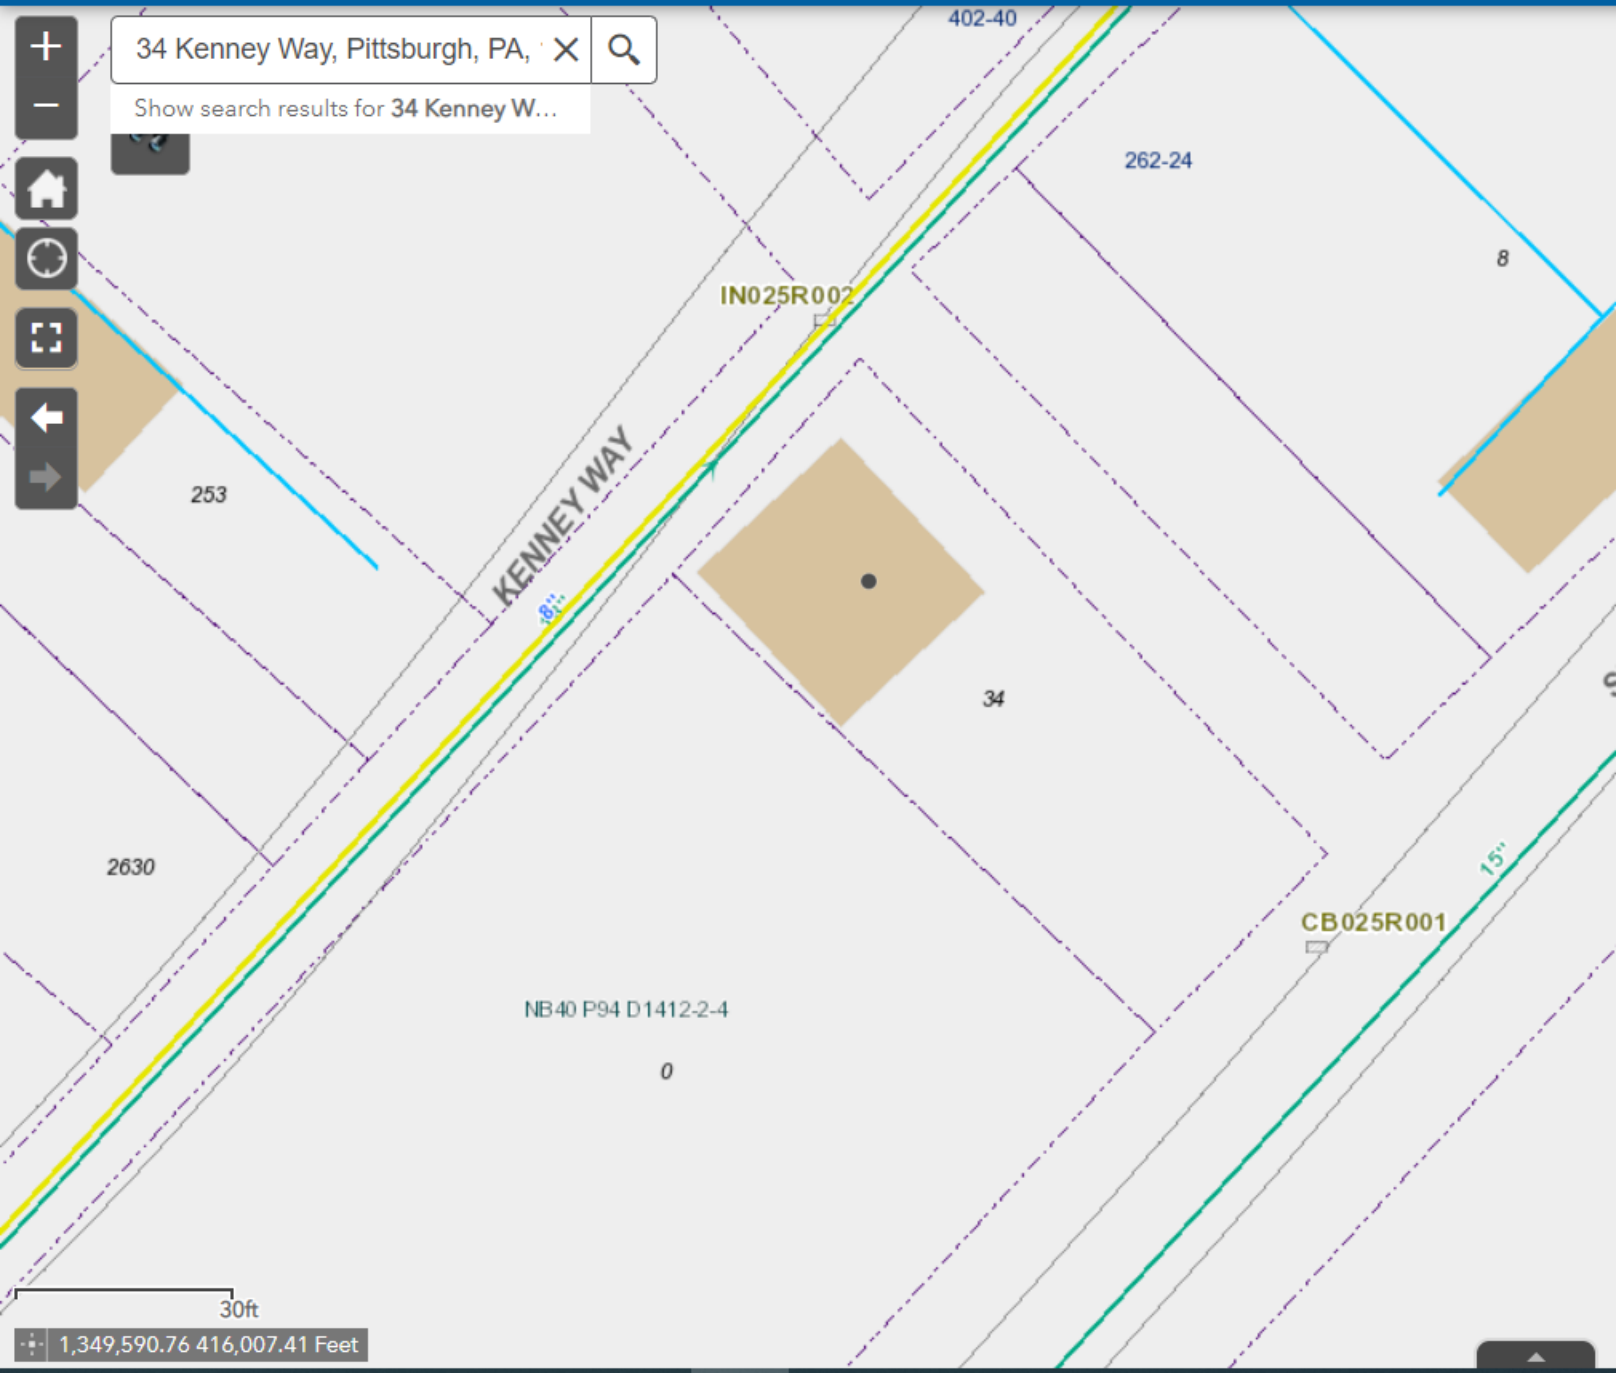 402-40
34 Kenney Way, Pittsburgh, PA,
Show search results for 34 Kenney W...
262-24
8
IN025R002
KENNEY WAY
253
8"
34
2630
15"
CB025R001
NB40 P94 D1412-2-4
0
30ft
1,349,590.76 416,007.41 Feet